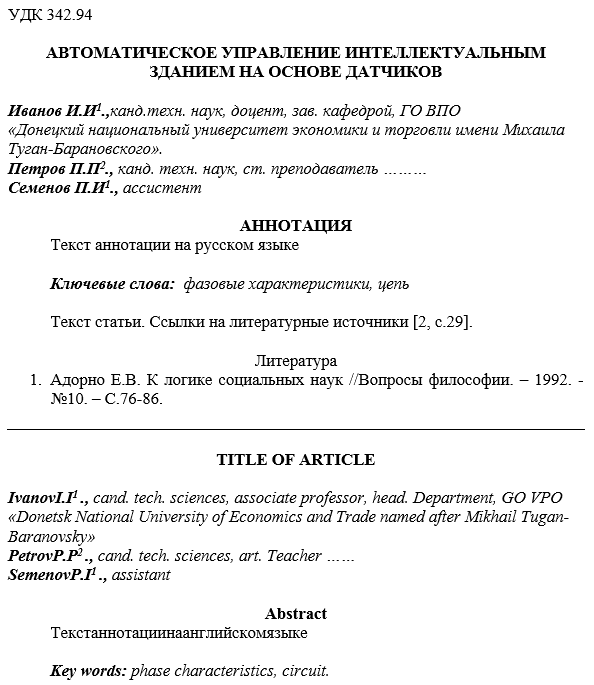 УДК 342.94
АВТОМАТИЧЕСКОЕ УПРАВЛЕНИЕ ИНТЕЛЛЕКТУАЛЬНЫМ
ЗДАНИЕМ НА ОСНОВЕ ДАТЧИКОВ
Иванов И.И¹.,канд.техн. наук, доцент, зав. кафедрой, ГО ВПО
«Донецкий национальный университет экономики и торговли имени Михаила
Туган-Барановского».
Петров П.П²., канд. техн. наук, ст. преподаватель ………
Семенов П.И¹., ассистент
АННОТАЦИЯ
Текст аннотации на русском языке
Ключевые слова: фазовые характеристики, цепь
Текст статьи. Ссылки на литературные источники [2, с.29].
Литература
1. Адорно Е.В. К логике социальных наук //Вопросы философии. – 1992. -
№10. – С.76-86.
TITLE OF ARTICLE
IvanovI.I¹ ., cand. tech. sciences, associate professor, head. Department, GO VPO
«Donetsk National University of Economics and Trade named after Mikhail Tugan-
Baranovsky»
PetrovP.P² ., cand. tech. sciences, art. Teacher ……
SemenovP.I¹ ., assistant
Abstract
Текстаннотациинаанглийскомязыке
Key words: phase characteristics, circuit.